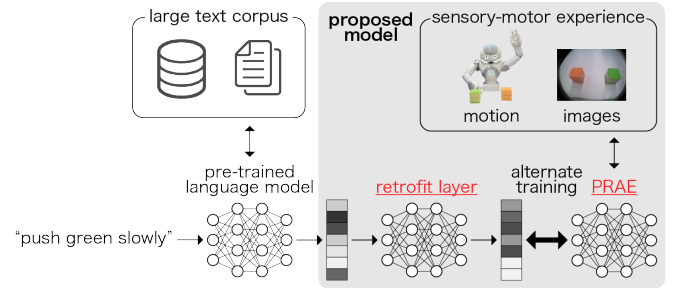 large text corpus
proposed
model
sensory-motor experience
motion
images
pre-trained
language model
retrofit layer
alternate
training
PRAE
“push green slowly”